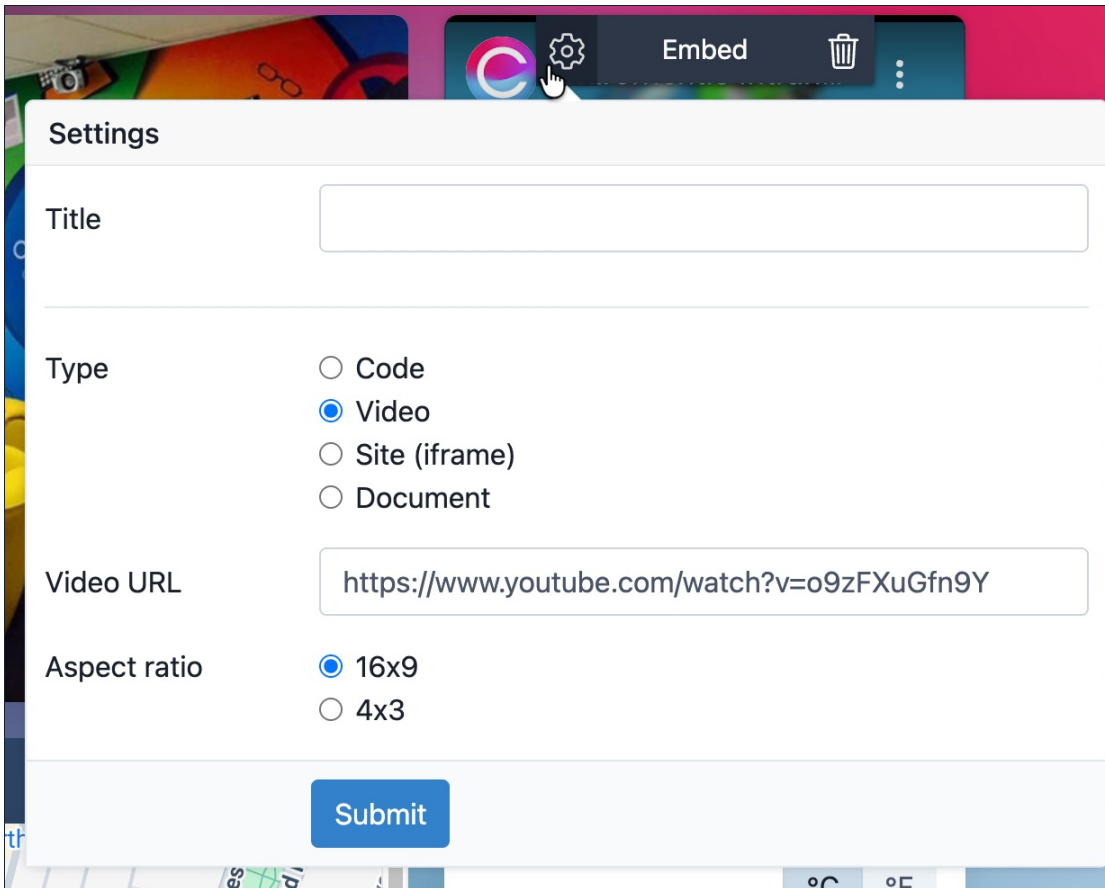 Embed
Settings
Title
Type
Code
Video
Site (iframe)
Document
Video URL
https://www.youtube.com/watch?v=o9zFXuGfn9Y
Aspect ratio
16x9
4x3
Submit
°C °F